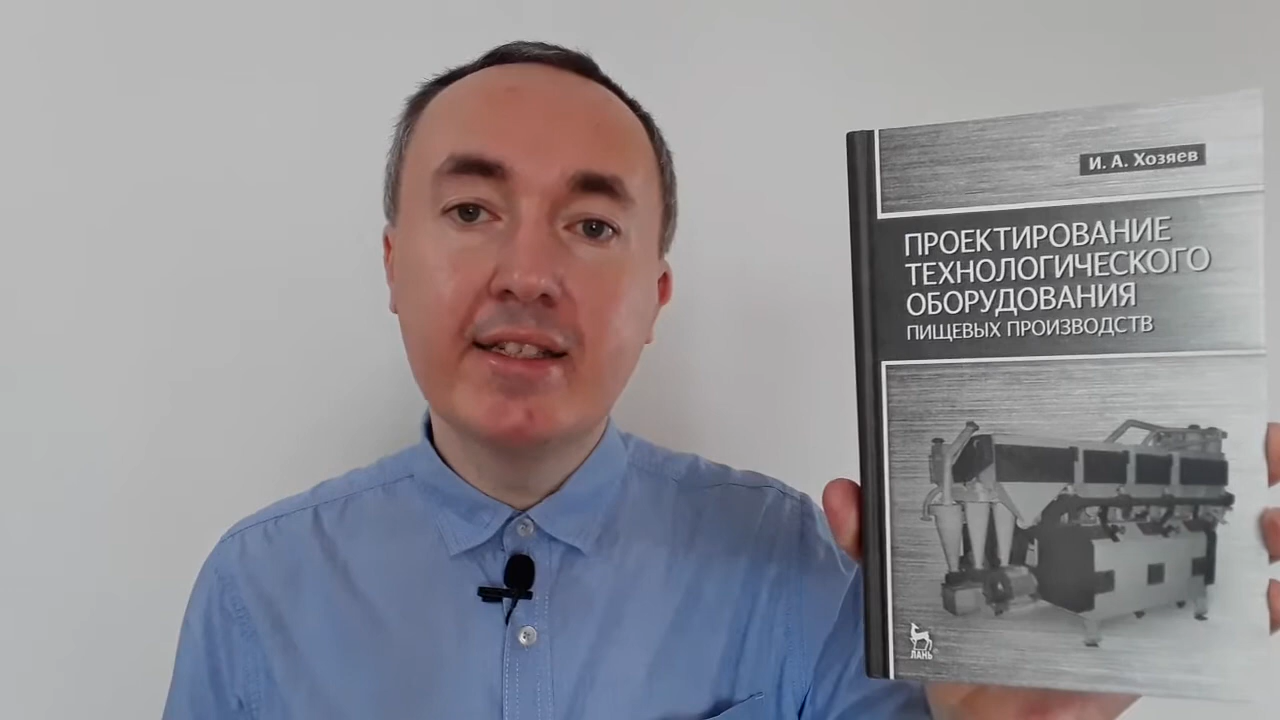 И. А. Хозяев
ПРОЕКТИРОВАНИЕ
ТЕХНОЛОГИЧЕСКОГО
ОБОРУДОВАНИЯ
ПИЩЕВЫХ ПРОИЗВОДСТВ
ЛАНЬ®